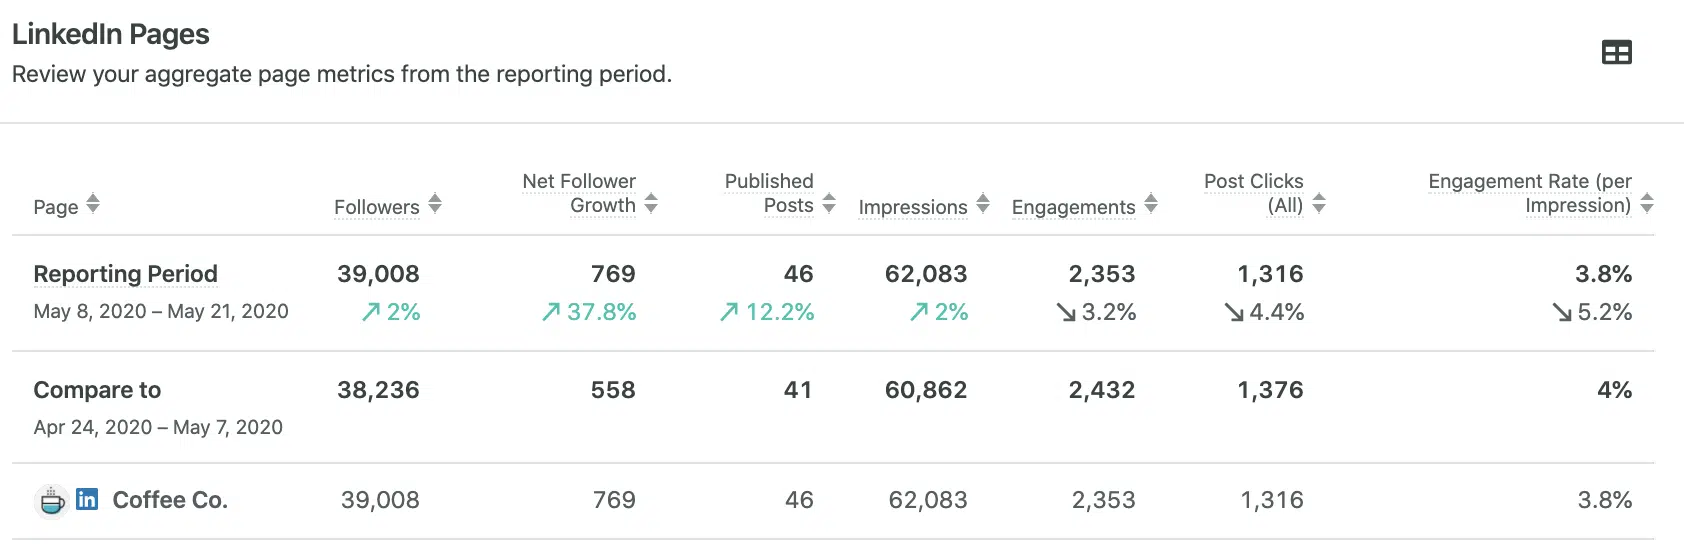 LinkedIn Pages
Review your aggregate page metrics from the reporting period.
Page Followers Net Follower Growth Published Posts Impressions Engagements Post Clicks (All) Engagement Rate (per Impression)
Reporting Period 39,008 769 46 62,083 2,353 1,316 3.8%
May 8, 2020 – May 21, 2020 ↗ 2% ↗ 37.8% ↗ 12.2% ↗ 2% ↘ 3.2% ↘ 4.4% ↘ 5.2%
Compare to 38,236 558 41 60,862 2,432 1,376 4%
Apr 24, 2020 – May 7, 2020
in Coffee Co. 39,008 769 46 62,083 2,353 1,316 3.8%